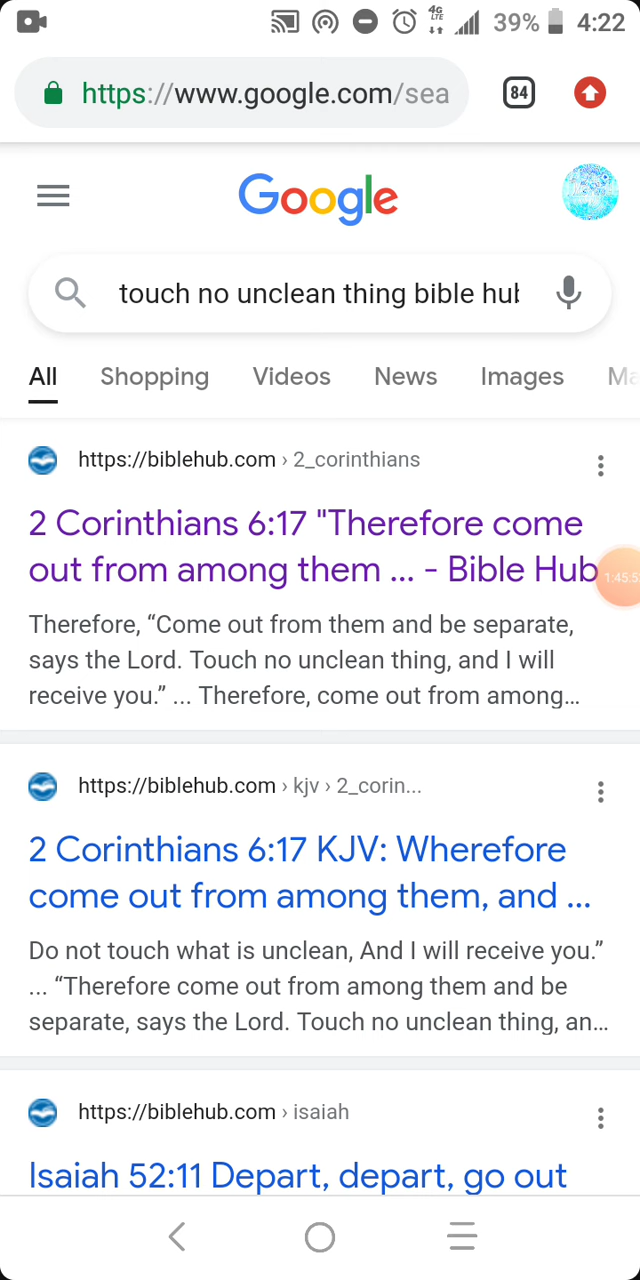 4G
LTE
39%
4:22
https://www.google.com/sea
84
Google
touch no unclean thing bible hub
All
Shopping
Videos
News
Images
Ma
https://biblehub.com › 2_corinthians
2 Corinthians 6:17 "Therefore come
out from among them ... - Bible Hub
1:45:5
Therefore, “Come out from them and be separate,
says the Lord. Touch no unclean thing, and I will
receive you.” ... Therefore, come out from among...
https://biblehub.com › kjv › 2_corin...
2 Corinthians 6:17 KJV: Wherefore
come out from among them, and ...
Do not touch what is unclean, And I will receive you.”
... “Therefore come out from among them and be
separate, says the Lord. Touch no unclean thing, an...
https://biblehub.com › isaiah
Isaiah 52:11 Depart, depart, go out